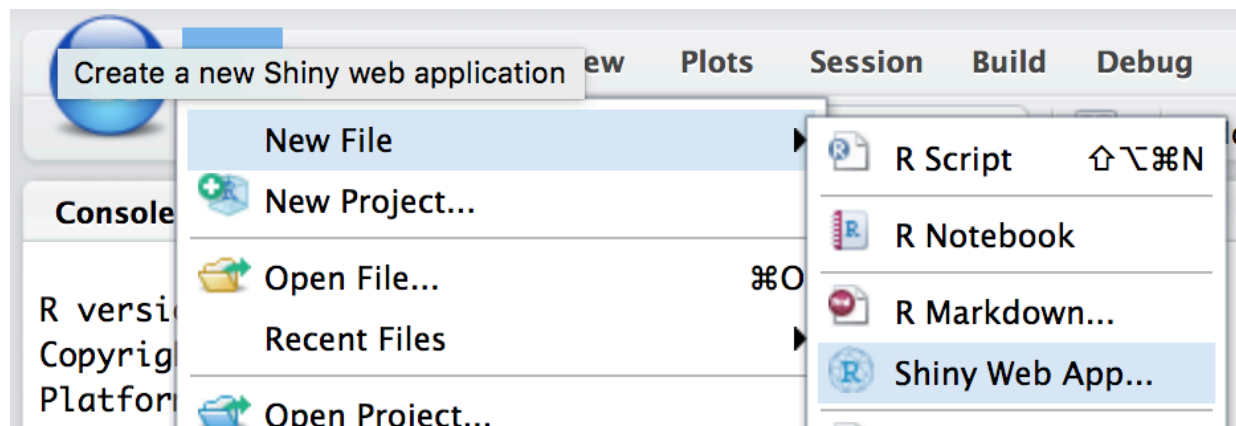 Create a new Shiny web application
Plots Session Build Debug
New File
New Project...
Open File... ⌘O
Recent Files
Open Project...
R Script ⇧⌥⌘N
R Notebook
R Markdown...
Shiny Web App...
Console
R